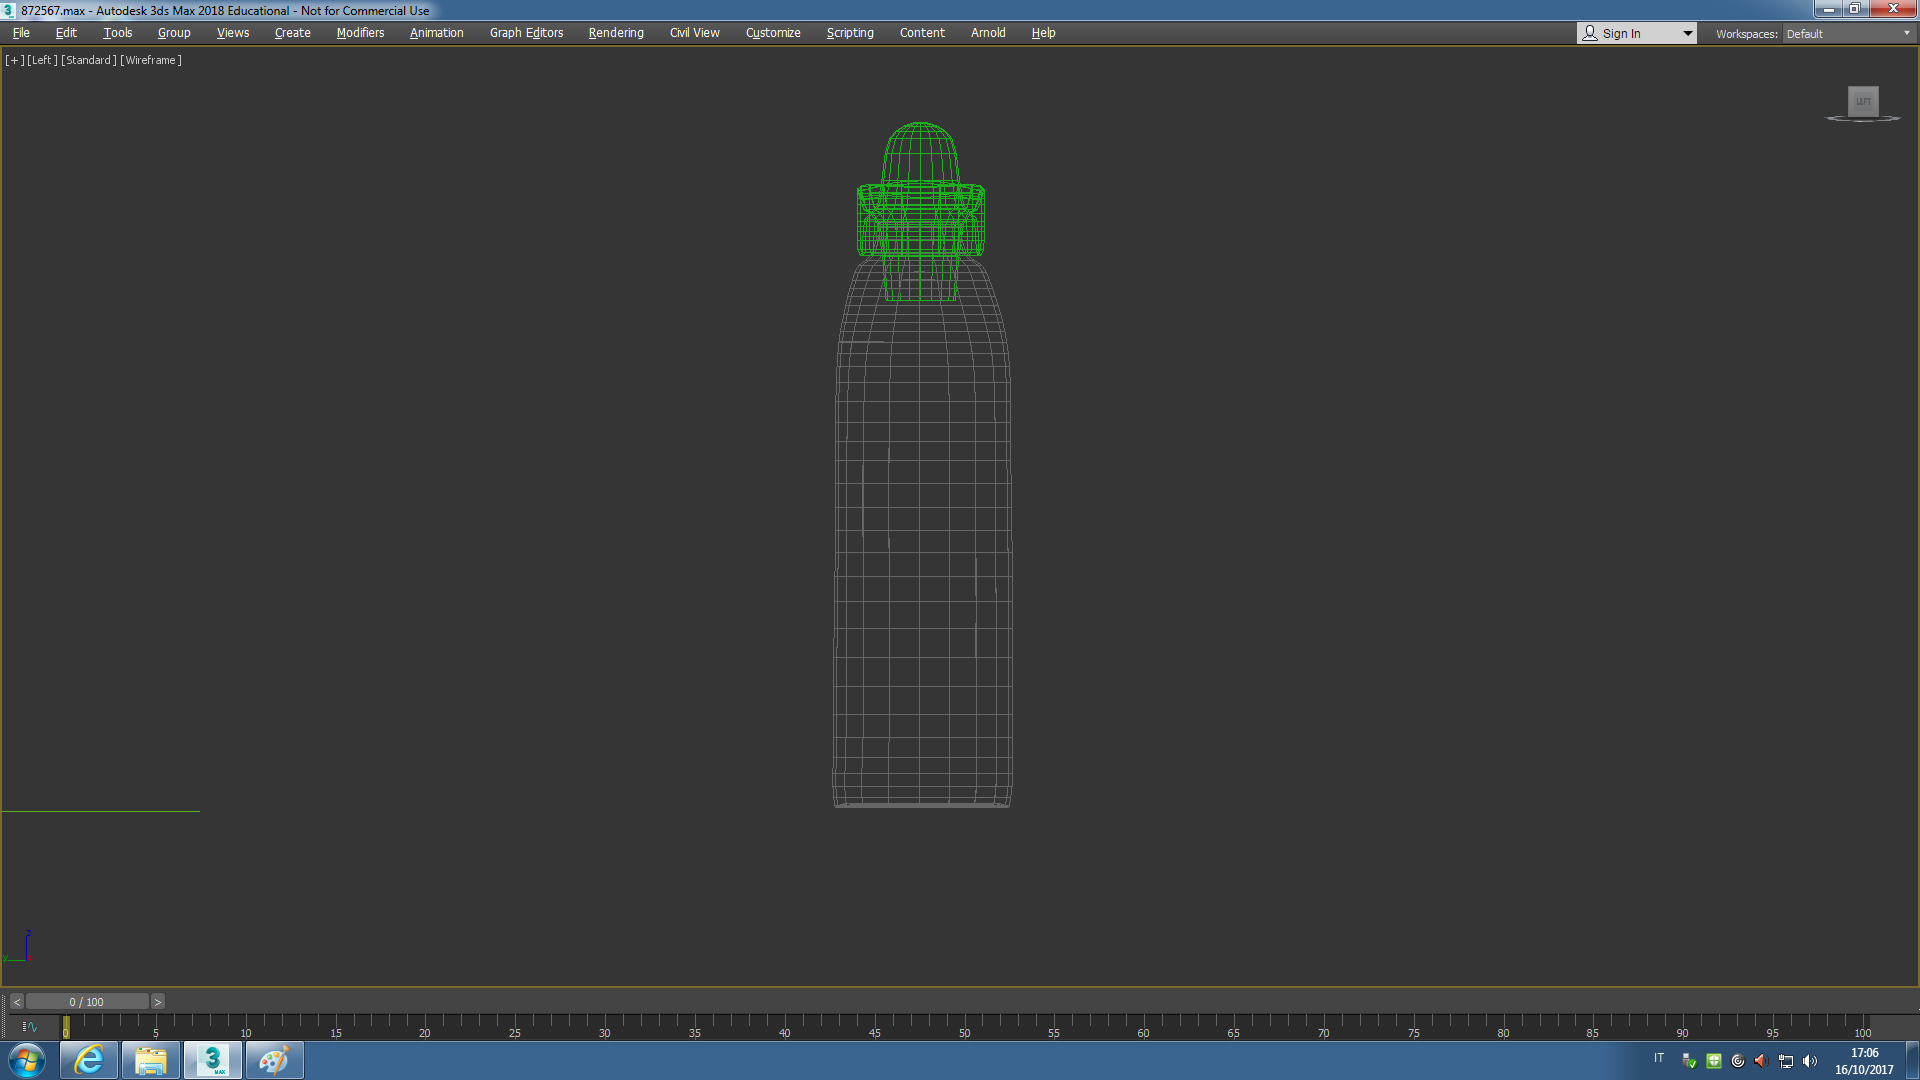 872567.max - Autodesk 3ds Max 2018 Educational - Not for Commercial Use
File Edit Tools Group Views Create Modifiers Animation Graph Editors Rendering Civil View Customize Scripting Content Arnold Help Sign In Workspaces: Default
[+] [Left] [Standard] [Wireframe]
LEFT
z
y
< 0 / 100 >
0 5 10 15 20 25 30 35 40 45 50 55 60 65 70 75 80 85 90 95 100
3 MAX
IT
17:06
16/10/2017